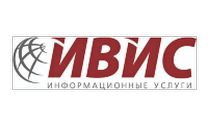 ИВИС
ИНФОРМАЦИОННЫЕ УСЛУГИ